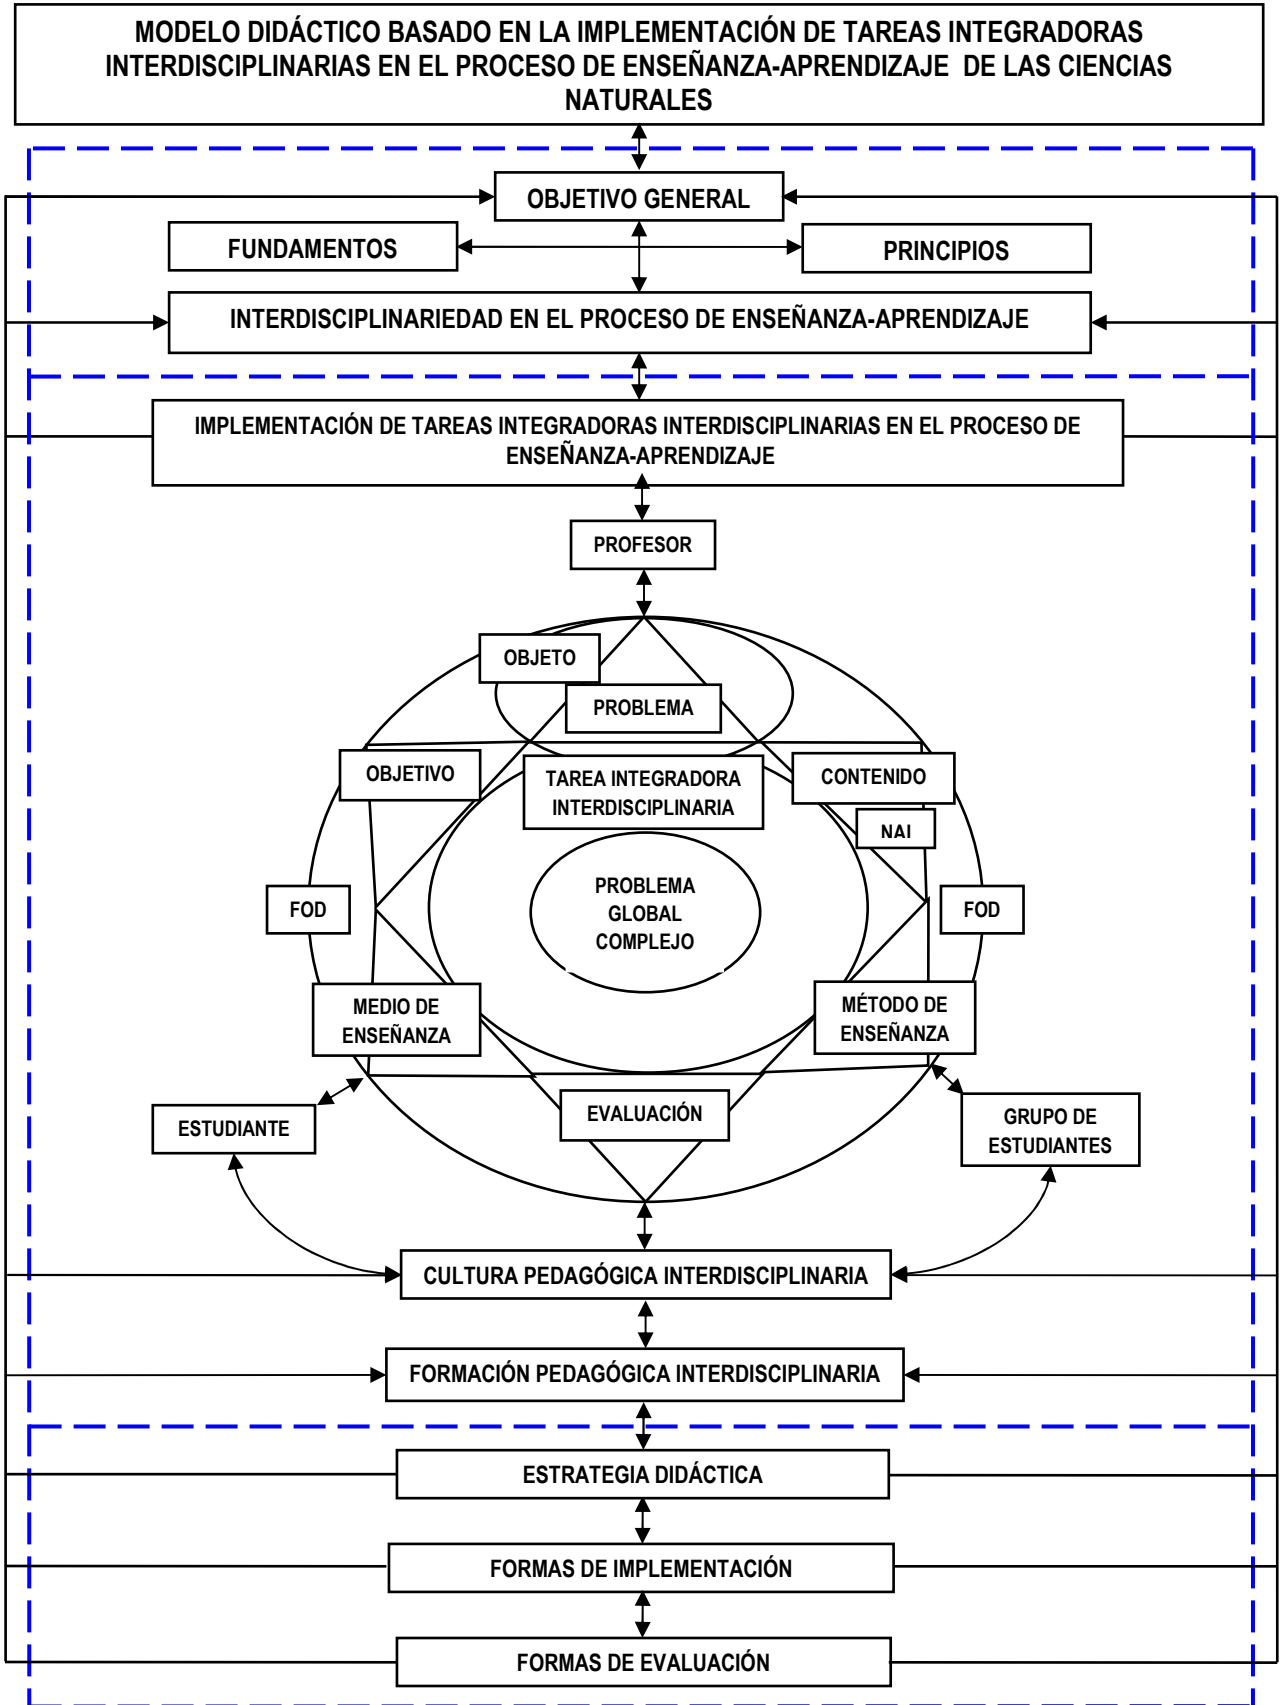 MODELO DIDÁCTICO BASADO EN LA IMPLEMENTACIÓN DE TAREAS INTEGRADORAS
INTERDISCIPLINARIAS EN EL PROCESO DE ENSEÑANZA-APRENDIZAJE DE LAS CIENCIAS
NATURALES
OBJETIVO GENERAL
FUNDAMENTOS
PRINCIPIOS
INTERDISCIPLINARIEDAD EN EL PROCESO DE ENSEÑANZA-APRENDIZAJE
IMPLEMENTACIÓN DE TAREAS INTEGRADORAS INTERDISCIPLINARIAS EN EL PROCESO DE
ENSEÑANZA-APRENDIZAJE
PROFESOR
OBJETO
PROBLEMA
OBJETIVO
TAREA INTEGRADORA
INTERDISCIPLINARIA
CONTENIDO
NAI
PROBLEMA
GLOBAL
COMPLEJO
FOD
FOD
MEDIO DE
ENSEÑANZA
MÉTODO DE
ENSEÑANZA
EVALUACIÓN
ESTUDIANTE
GRUPO DE
ESTUDIANTES
CULTURA PEDAGÓGICA INTERDISCIPLINARIA
FORMACIÓN PEDAGÓGICA INTERDISCIPLINARIA
ESTRATEGIA DIDÁCTICA
FORMAS DE IMPLEMENTACIÓN
FORMAS DE EVALUACIÓN